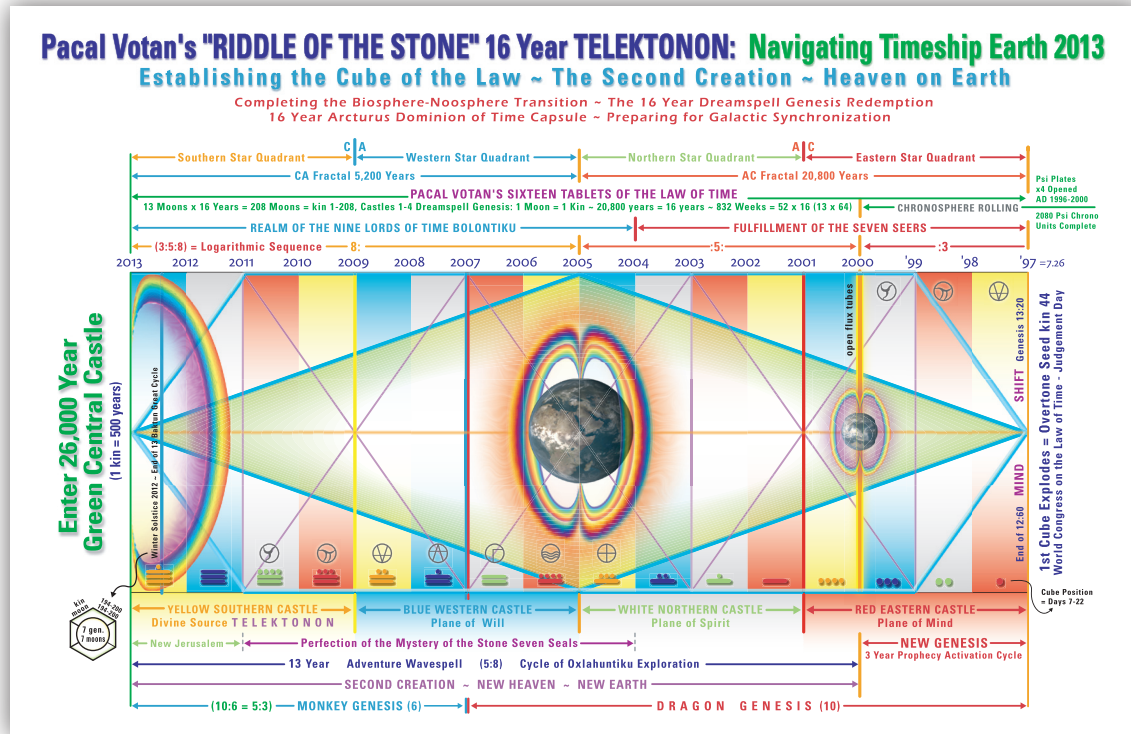 Pacal Votan's "RIDDLE OF THE STONE" 16 Year TELEKTONON: Navigating Timeship Earth 2013
Establishing the Cube of the Law ~ The Second Creation ~ Heaven on Earth
Completing the Biosphere-Noosphere Transition ~ The 16 Year Dreamspell Genesis Redemption
16 Year Arcturus Dominion of Time Capsule ~ Preparing for Galactic Synchronization
C A
A C
Southern Star Quadrant
Western Star Quadrant
Northern Star Quadrant
Eastern Star Quadrant
CA Fractal 5,200 Years
AC Fractal 20,800 Years
PACAL VOTAN'S SIXTEEN TABLETS OF THE LAW OF TIME
Psi Plates
x4 Opened
AD 1996-2000
13 Moons x 16 Years = 208 Moons = kin 1-208, Castles 1-4 Dreamspell Genesis: 1 Moon = 1 Kin ~ 20,800 years = 16 years ~ 832 Weeks = 52 x 16 (13 x 64)
CHRONOSPHERE ROLLING
2080 Psi Chrono
Units Complete
REALM OF THE NINE LORDS OF TIME BOLONTIKU
FULFILLMENT OF THE SEVEN SEERS
(3:5:8) = Logarithmic Sequence
8:
:5:
:3
2013 2012 2011 2010 2009 2008 2007 2006 2005 2004 2003 2002 2001 2000 '99 '98 '97 =7.26
Enter 26,000 Year
Green Central Castle
(1 kin = 500 years)
Winter Solstice 2012 ~ End of 13 Baktun Great Cycle
open flux tubes
End of 12:60 MIND SHIFT Genesis 13:20
1st Cube Explodes = Overtone Seed kin 44
World Congress on the Law of Time - Judgement Day
Cube Position
= Days 7-22
kin
moon
194-200
194-200
7 gen.
7 moons
YELLOW SOUTHERN CASTLE
Divine Source TELEKTONON
BLUE WESTERN CASTLE
Plane of Will
WHITE NORTHERN CASTLE
Plane of Spirit
RED EASTERN CASTLE
Plane of Mind
New Jerusalem
Perfection of the Mystery of the Stone Seven Seals
NEW GENESIS
3 Year Prophecy Activation Cycle
13 Year Adventure Wavespell (5:8) Cycle of Oxlahuntiku Exploration
SECOND CREATION ~ NEW HEAVEN ~ NEW EARTH
(10:6 = 5:3)
MONKEY GENESIS (6)
DRAGON GENESIS (10)